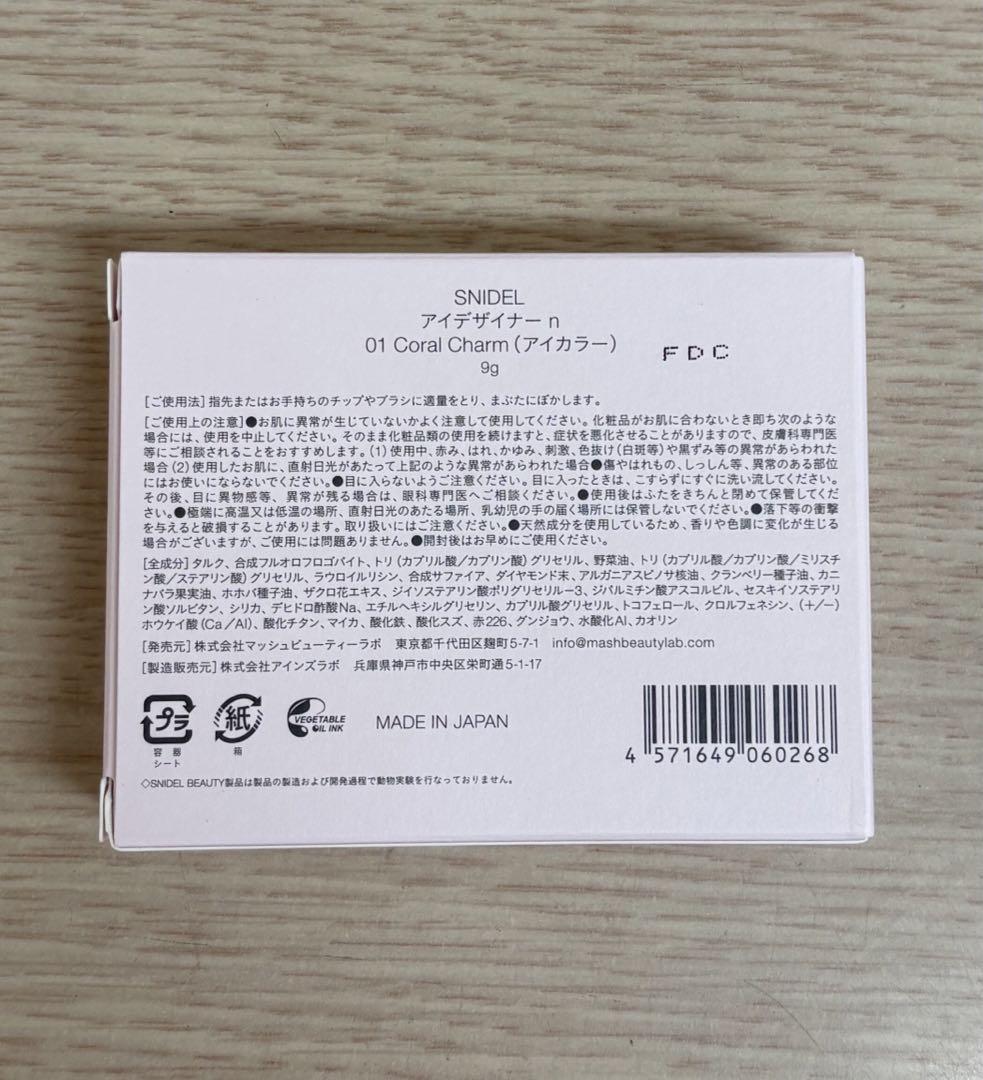 SNIDEL
アイデザイナー n
01 Coral Charm（アイカラー）
9g
FDC
［ご使用法］指先またはお手持ちのチップやブラシに適量をとり、まぶたにぼかします。
［ご使用上の注意］●お肌に異常が生じていないかよく注意して使用してください。化粧品がお肌に合わないとき即ち次のような
場合には、使用を中止してください。そのまま化粧品類の使用を続けますと、症状を悪化させることがありますので、皮膚科専門医
等にご相談されることをおすすめします。（1）使用中、赤み、はれ、かゆみ、刺激、色抜け（白斑等）や黒ずみ等の異常があらわれた
場合（2）使用したお肌に、直射日光があたって上記のような異常があらわれた場合●傷やはれもの、しっしん等、異常のある部位
にはお使いにならないでください。●目に入らないようご注意ください。目に入ったときは、こすらずにすぐに洗い流してください。
その後、目に異物感等、異常が残る場合は、眼科専門医へご相談ください。●使用後はふたをきちんと閉めて保管してくだ
さい。●極端に高温又は低温の場所、直射日光のあたる場所、乳幼児の手の届く場所には保管しないでください。●落下等の衝撃
を与えると破損することがあります。取り扱いにはご注意ください。●天然成分を使用しているため、香りや色調に変化が生じる
場合がございますが、ご使用には問題ありません。●開封後はお早めにご使用ください。
［全成分］タルク、合成フルオロフロゴパイト、トリ（カプリル酸／カプリン酸）グリセリル、野菜油、トリ（カプリル酸／カプリン酸／ミリスチ
ン酸／ステアリン酸）グリセリル、ラウロイルリシン、合成サファイア、ダイヤモンド末、アルガニアスピノサ核油、クランベリー種子油、カニ
ナバラ果実油、ホホバ種子油、ザクロ花エキス、ジイソステアリン酸ポリグリセリル－3、ジパルミチン酸アスコルビル、セスキイソステアリ
ン酸ソルビタン、シリカ、デヒドロ酢酸Na、エチルヘキシルグリセリン、カプリル酸グリセリル、トコフェロール、クロルフェネシン、（＋/－）
ホウケイ酸（Ca／Al）、酸化チタン、マイカ、酸化鉄、酸化スズ、赤226、グンジョウ、水酸化Al、カオリン
［発売元］株式会社マッシュビューティーラボ 東京都千代田区麹町5-7-1 info@mashbeautylab.com
［製造販売元］株式会社アインズラボ 兵庫県神戸市中央区栄町通5-1-17
プラ
容器
シート
紙
箱
VEGETABLE
OIL INK
MADE IN JAPAN
4 571649 060268
◇SNIDEL BEAUTY製品は製品の製造および開発過程で動物実験を行なっておりません。